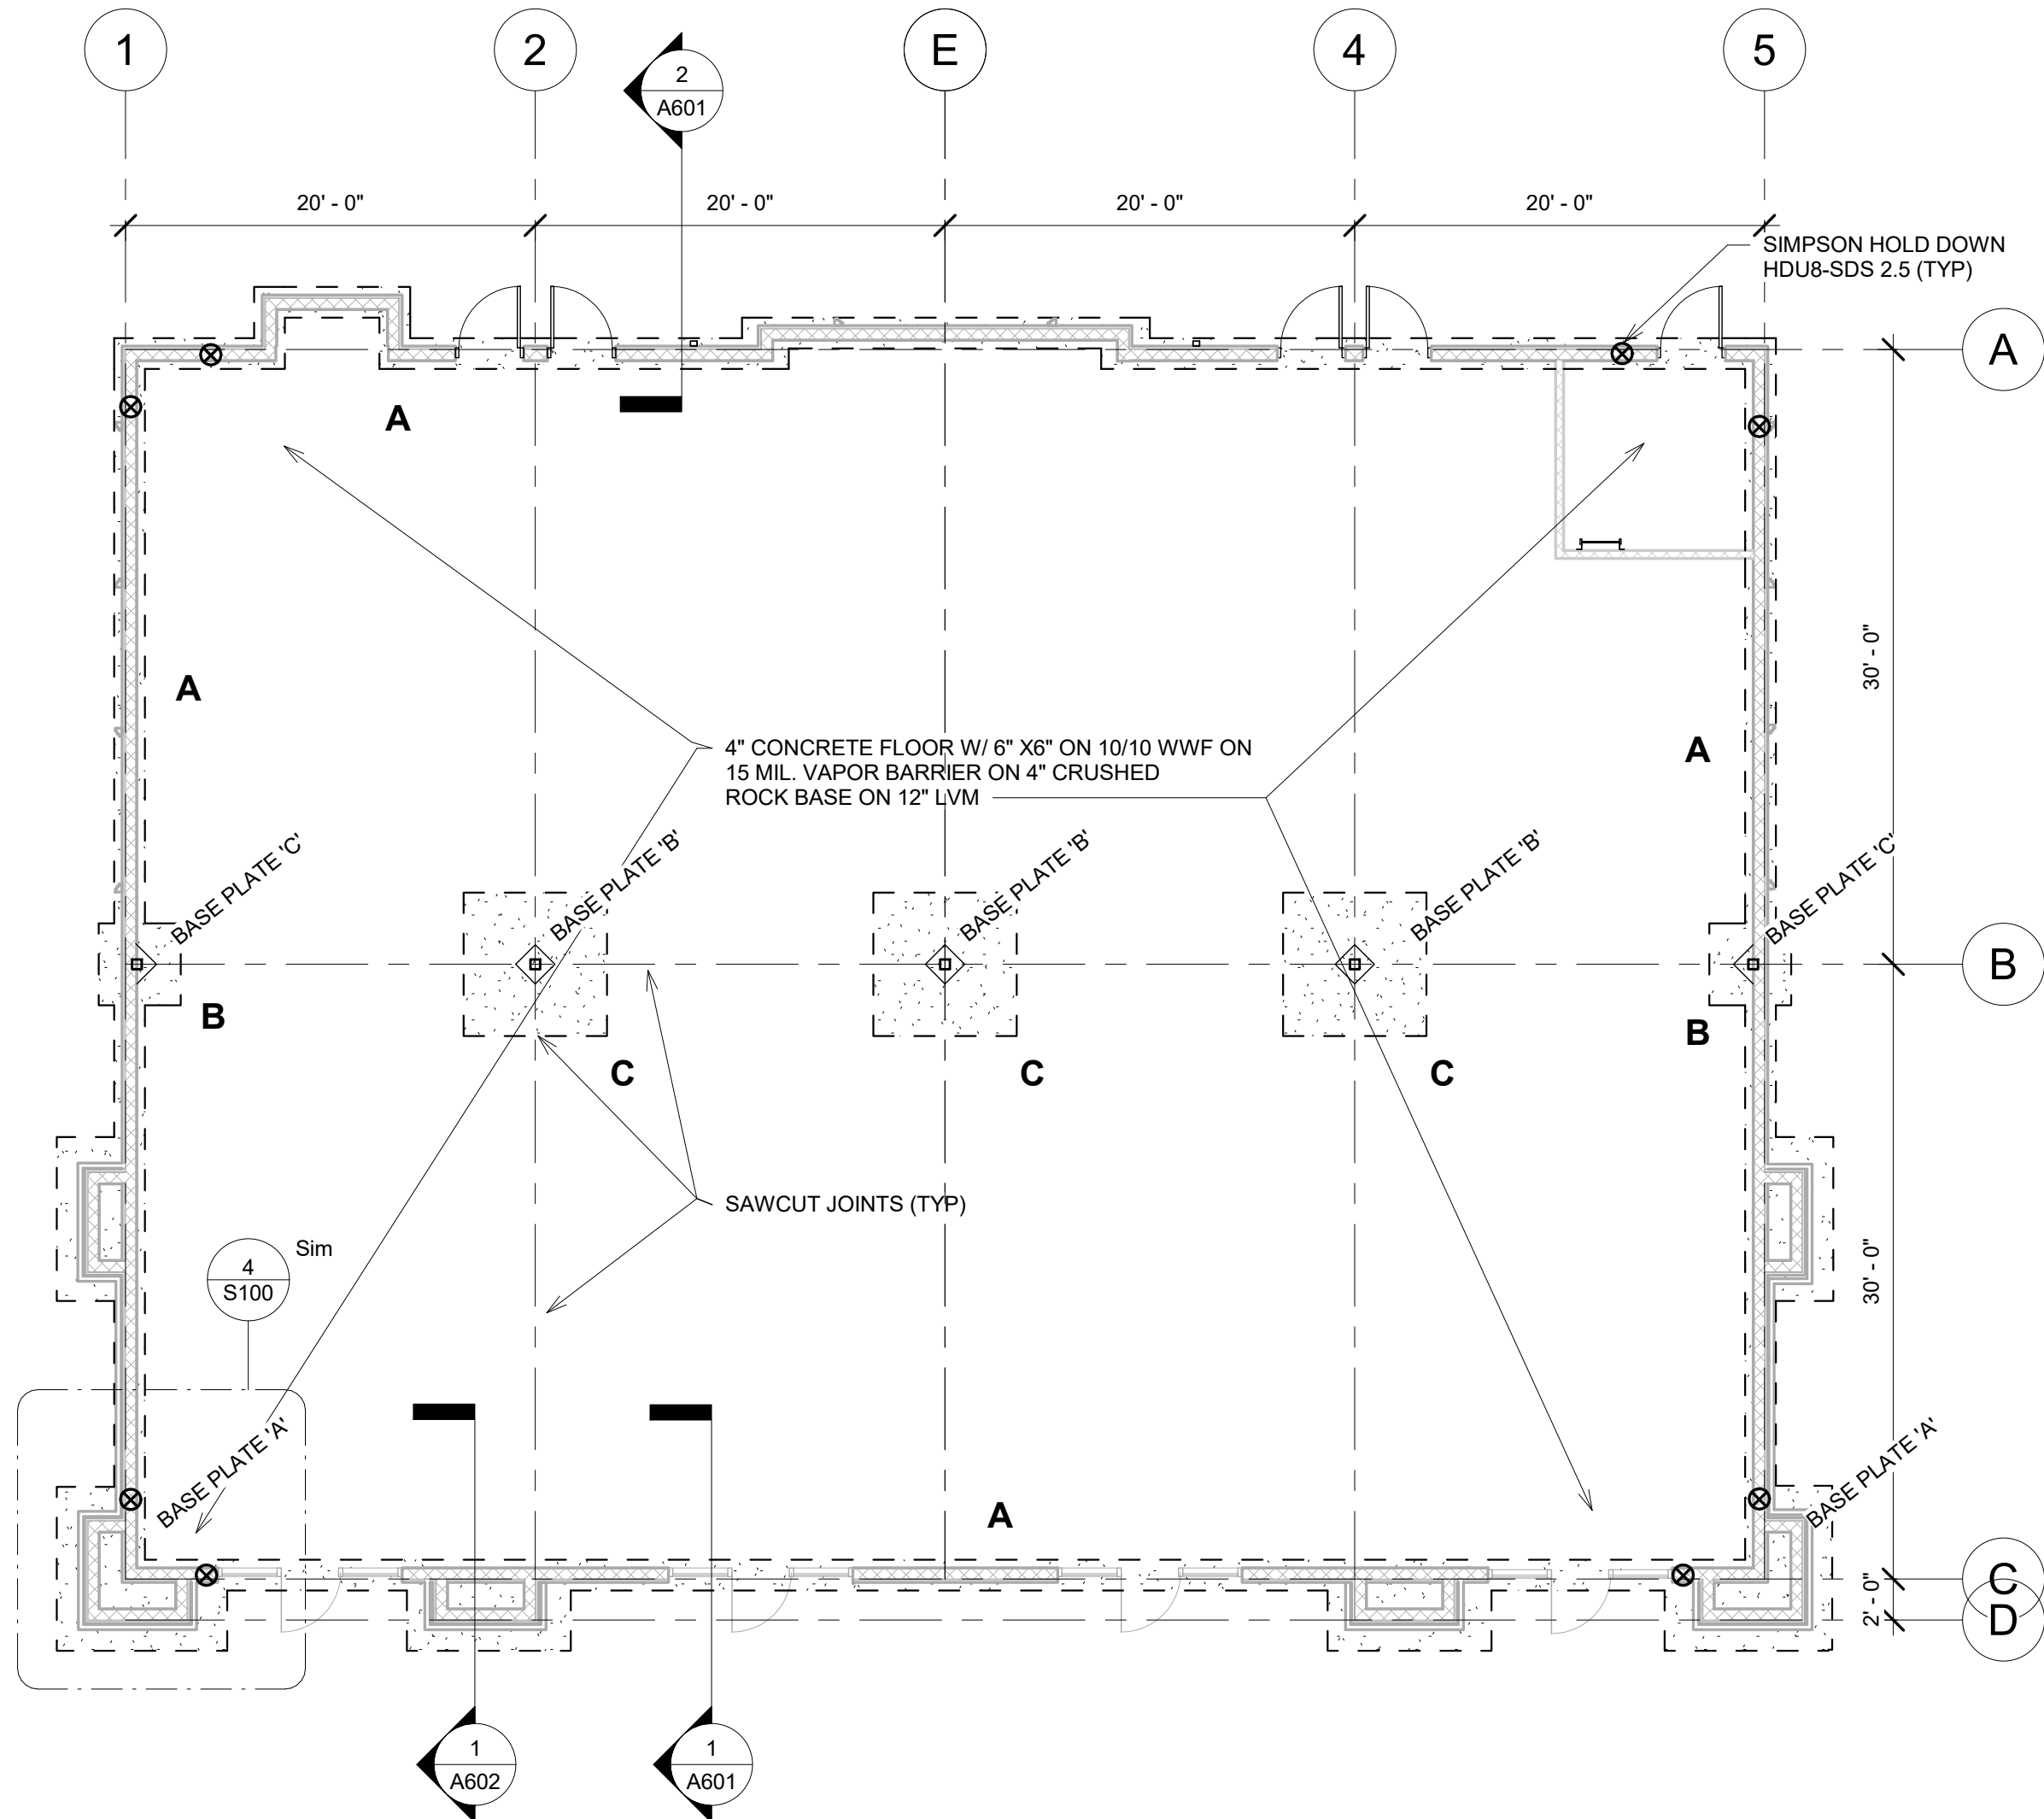 1
2
E
4
5
2
A601
20' - 0"
20' - 0"
20' - 0"
20' - 0"
SIMPSON HOLD DOWN
HDU8-SDS 2.5 (TYP)
A
A
30' - 0"
A
A
4" CONCRETE FLOOR W/ 6" X6" ON 10/10 WWF ON
15 MIL. VAPOR BARRIER ON 4" CRUSHED
ROCK BASE ON 12" LVM
BASE PLATE 'C'
BASE PLATE 'B'
BASE PLATE 'B'
BASE PLATE 'B'
BASE PLATE 'C'
B
B
B
C
C
C
SAWCUT JOINTS (TYP)
Sim
4
S100
30' - 0"
BASE PLATE 'A'
BASE PLATE 'A'
A
C
2' - 0"
D
1
A602
1
A601